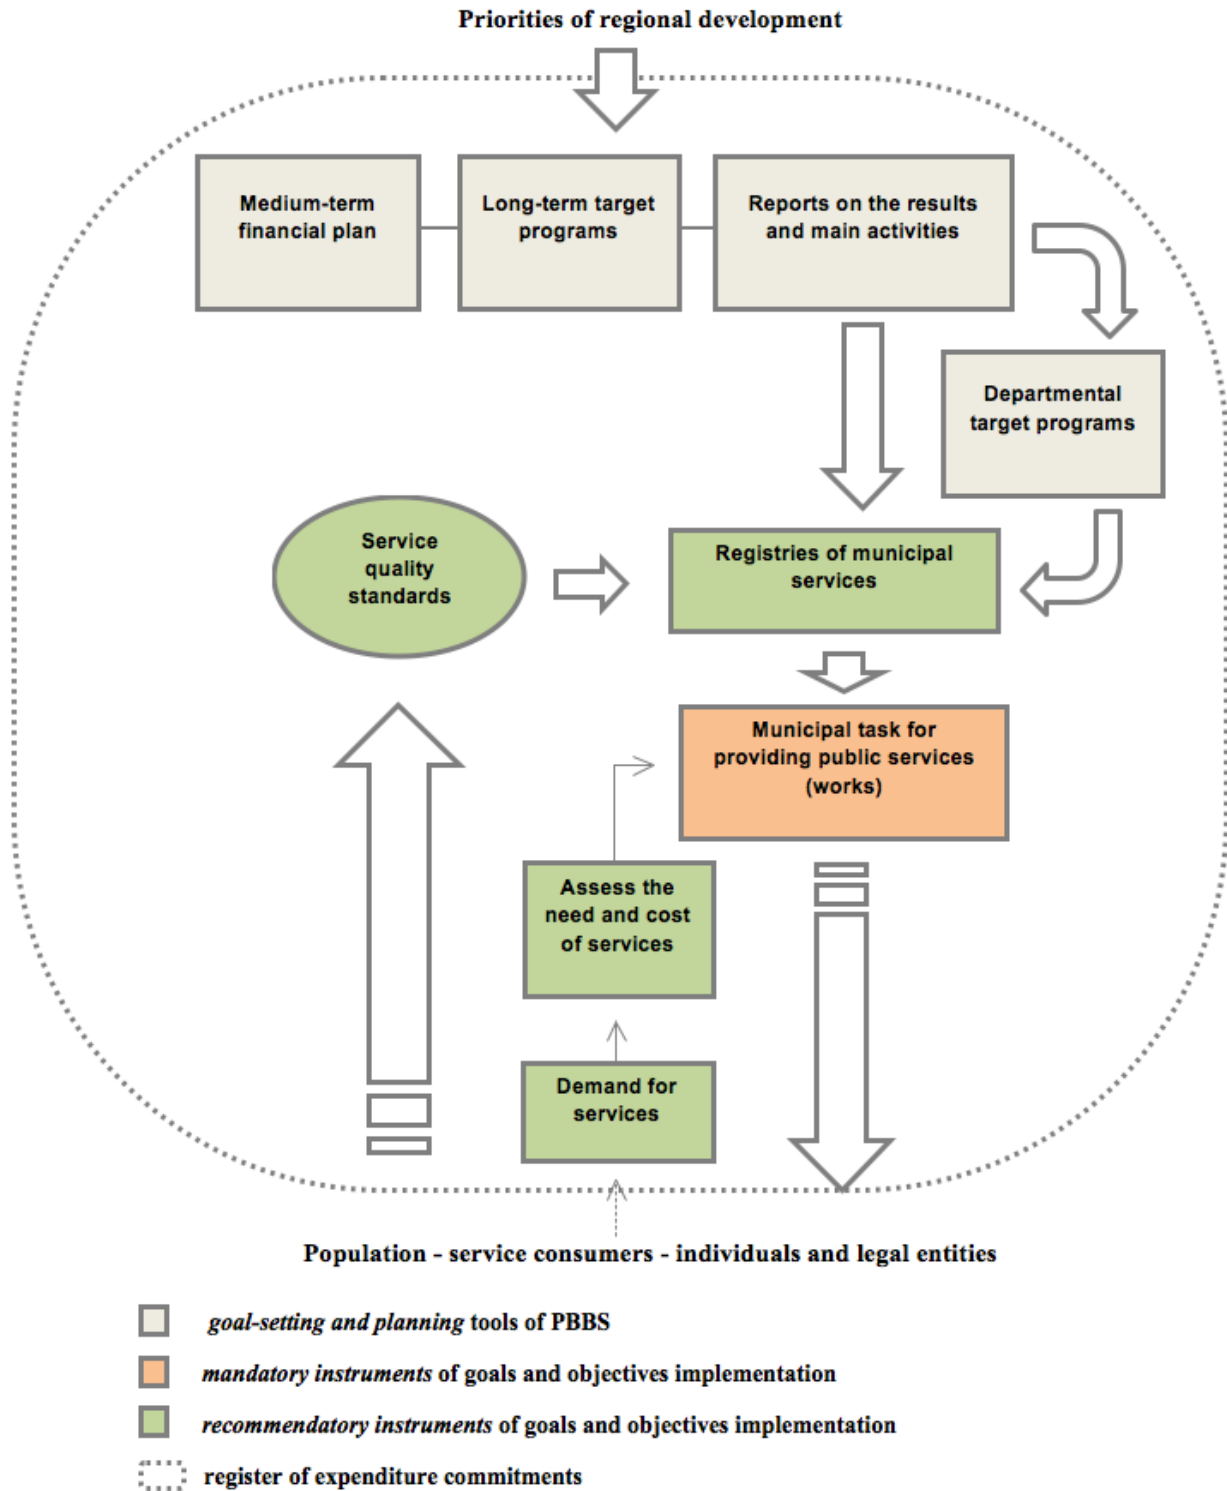 Priorities of regional development
Medium-term
financial plan
Long-term target
programs
Reports on the results
and main activities
Departmental
target programs
Service
quality
standards
Registries of municipal
services
Municipal task for
providing public services
(works)
Assess the
need and cost
of services
Demand for
services
Population - service consumers - individuals and legal entities
goal-setting and planning tools of PBBS
mandatory instruments of goals and objectives implementation
recommendatory instruments of goals and objectives implementation
register of expenditure commitments